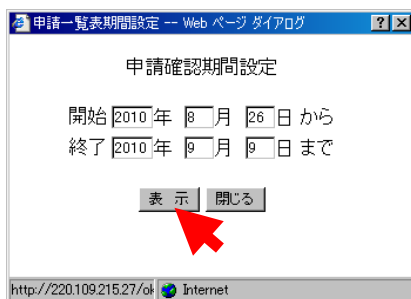 申請一覧表期間設定 -- Web ページ ダイアログ
申請確認期間設定
開始 2010 年 8 月 26 日 から
終了 2010 年 9 月 9 日 まで
表 示 閉じる
http://220.109.215.27/ok Internet